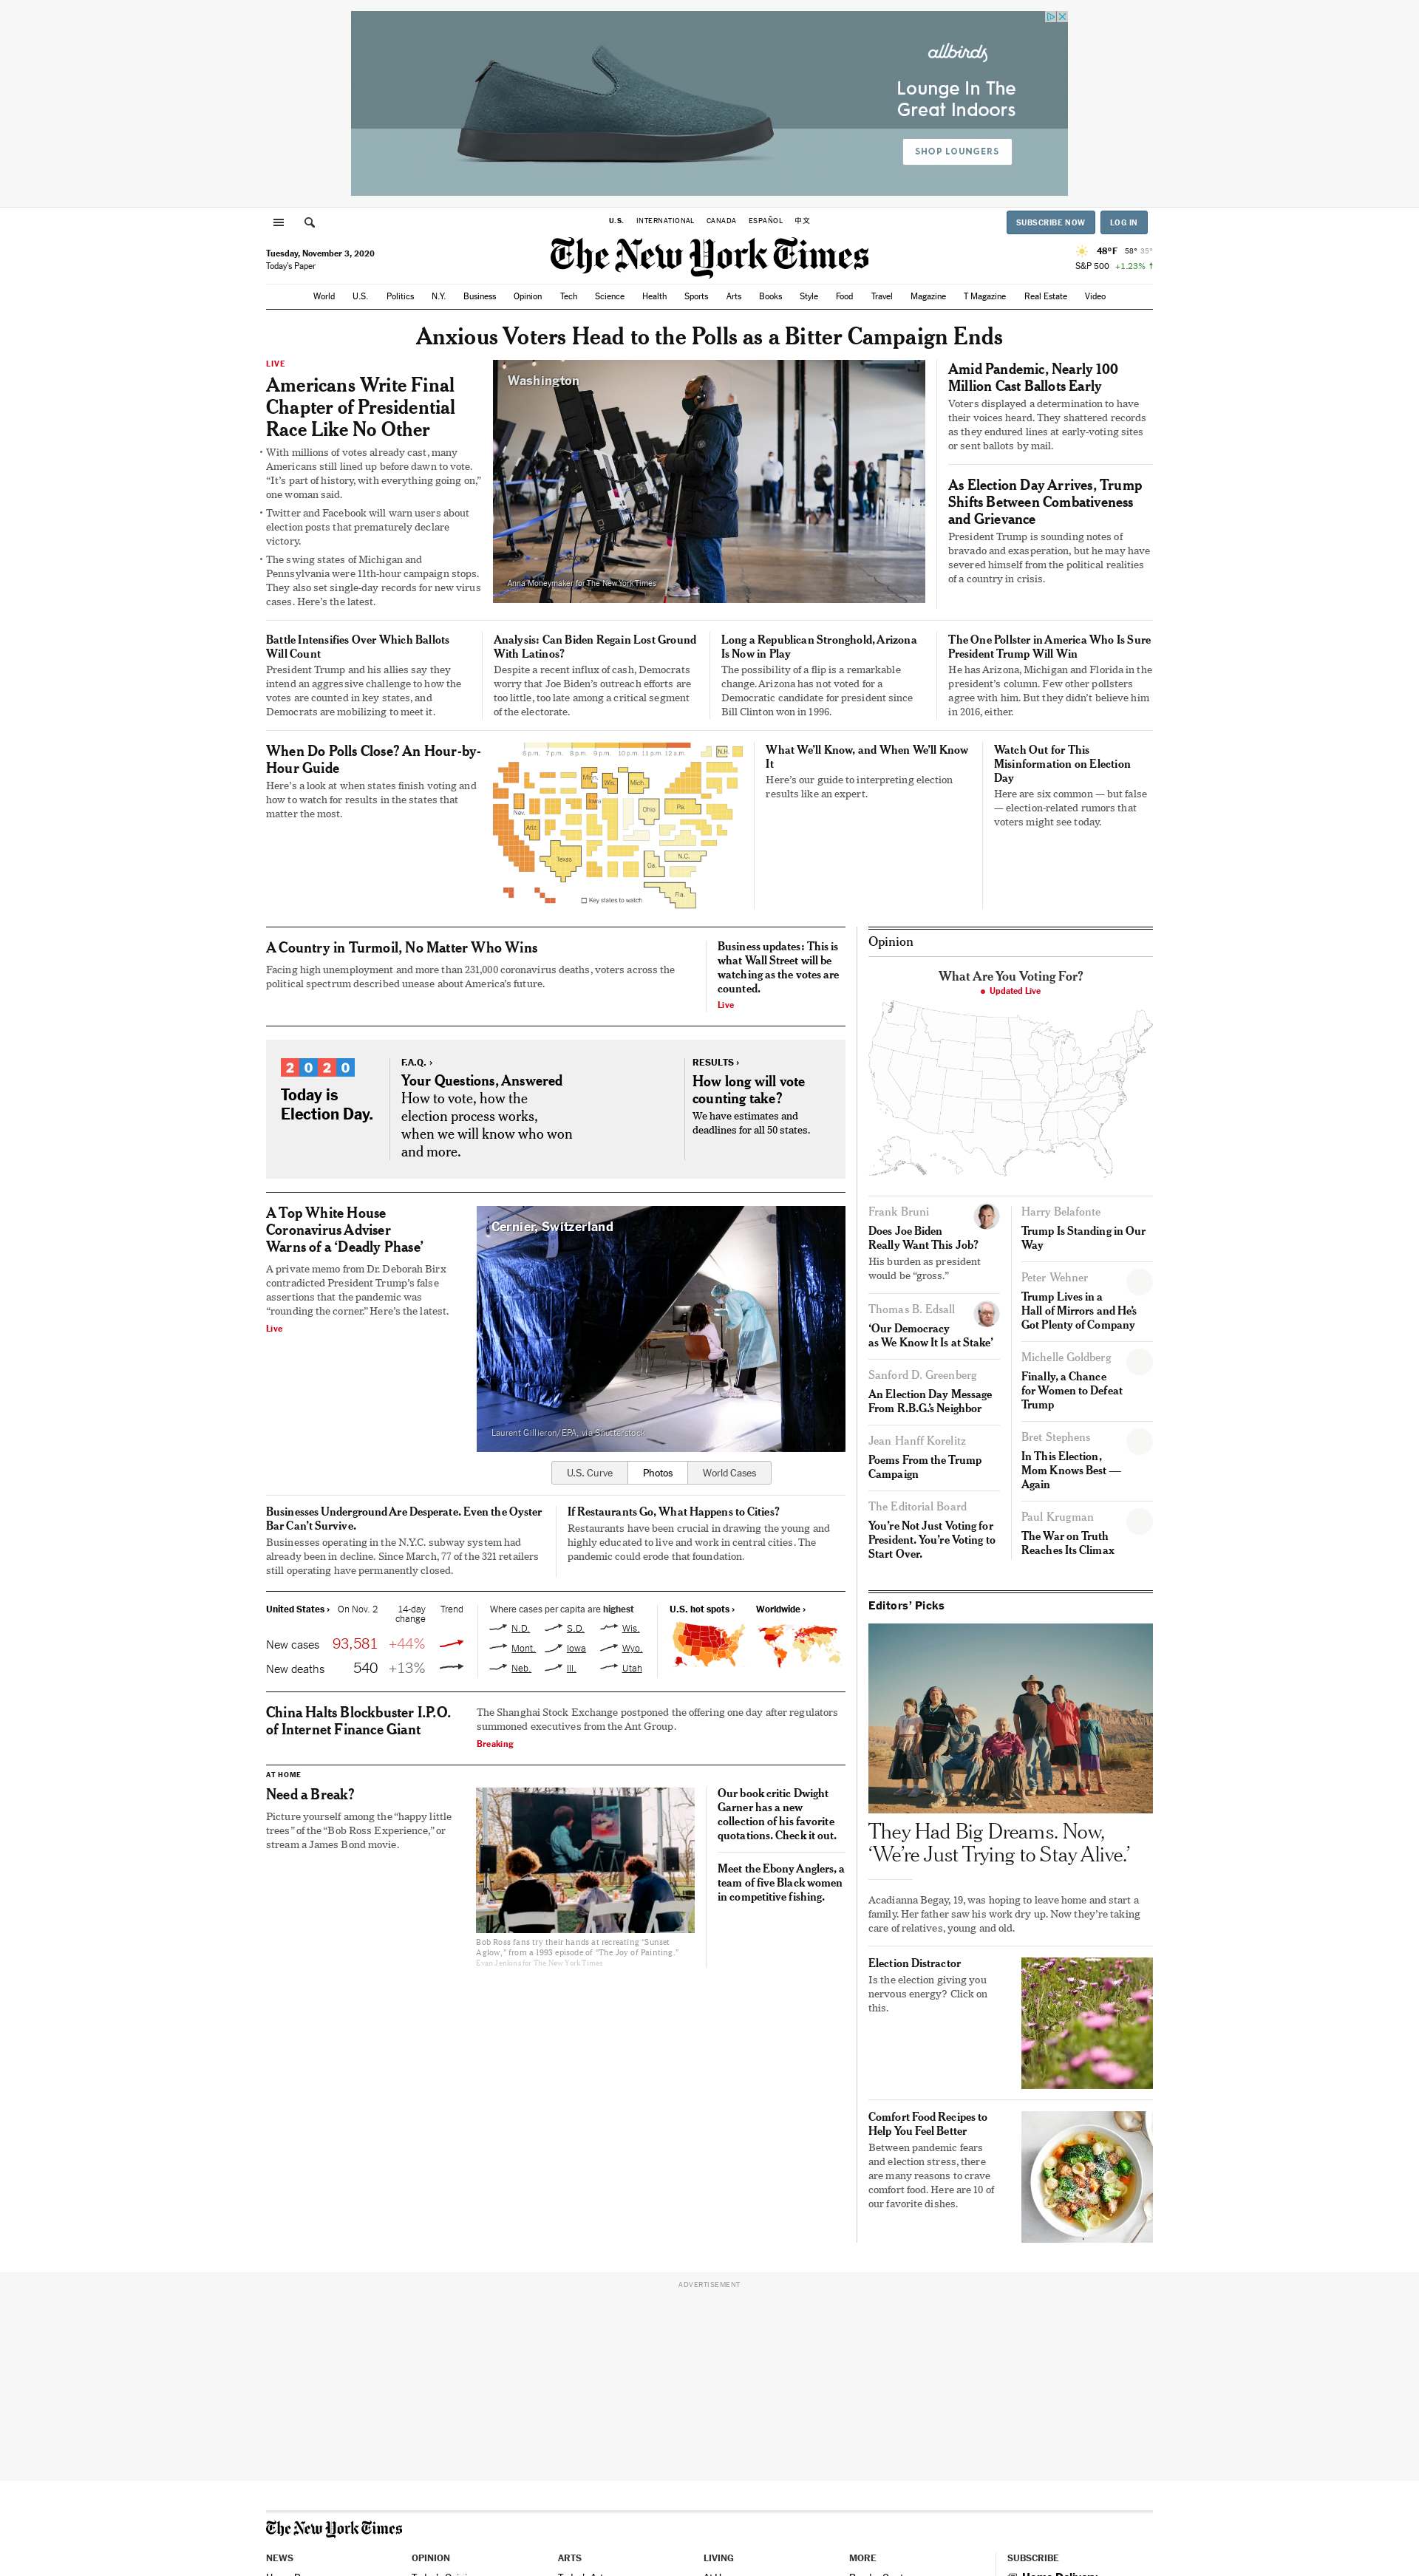 allbirds
Lounge In The
Great Indoors
SHOP LOUNGERS
U.S. INTERNATIONAL CANADA ESPAÑOL 中文
SUBSCRIBE NOW LOG IN
Tuesday, November 3, 2020
Today's Paper
The New York Times
48°F 58° 35°
S&P 500 +1.23% ↑
World U.S. Politics N.Y. Business Opinion Tech Science Health Sports Arts Books Style Food Travel Magazine T Magazine Real Estate Video
Anxious Voters Head to the Polls as a Bitter Campaign Ends
LIVE
Americans Write Final
Chapter of Presidential
Race Like No Other
• With millions of votes already cast, many
Americans still lined up before dawn to vote.
“It’s part of history, with everything going on,”
one woman said.
• Twitter and Facebook will warn users about
election posts that prematurely declare
victory.
• The swing states of Michigan and
Pennsylvania were 11th-hour campaign stops.
They also set single-day records for new virus
cases. Here’s the latest.
Washington
Anna Moneymaker for The New York Times
Amid Pandemic, Nearly 100
Million Cast Ballots Early
Voters displayed a determination to have
their voices heard. They shattered records
as they endured lines at early-voting sites
or sent ballots by mail.
As Election Day Arrives, Trump
Shifts Between Combativeness
and Grievance
President Trump is sounding notes of
bravado and exasperation, but he may have
severed himself from the political realities
of a country in crisis.
Battle Intensifies Over Which Ballots
Will Count
President Trump and his allies say they
intend an aggressive challenge to how the
votes are counted in key states, and
Democrats are mobilizing to meet it.
Analysis: Can Biden Regain Lost Ground
With Latinos?
Despite a recent influx of cash, Democrats
worry that Joe Biden’s outreach efforts are
too little, too late among a critical segment
of the electorate.
Long a Republican Stronghold, Arizona
Is Now in Play
The possibility of a flip is a remarkable
change. Arizona has not voted for a
Democratic candidate for president since
Bill Clinton won in 1996.
The One Pollster in America Who Is Sure
President Trump Will Win
He has Arizona, Michigan and Florida in the
president’s column. Few other pollsters
agree with him. But they didn’t believe him
in 2016, either.
When Do Polls Close? An Hour-by-
Hour Guide
Here’s a look at when states finish voting and
how to watch for results in the states that
matter the most.
6 p.m. 7 p.m. 8 p.m. 9 p.m. 10 p.m. 11 p.m. 12 a.m.
N.H.
Minn. Wis. Mich.
Iowa
Nev. Ohio Pa.
Ariz.
Texas N.C.
Ga.
Fla.
Key states to watch
What We’ll Know, and When We’ll Know
It
Here’s our guide to interpreting election
results like an expert.
Watch Out for This
Misinformation on Election
Day
Here are six common — but false
— election-related rumors that
voters might see today.
A Country in Turmoil, No Matter Who Wins
Facing high unemployment and more than 231,000 coronavirus deaths, voters across the
political spectrum described unease about America’s future.
Business updates: This is
what Wall Street will be
watching as the votes are
counted.
Live
2020
Today is
Election Day.
F.A.Q. ›
Your Questions, Answered
How to vote, how the
election process works,
when we will know who won
and more.
RESULTS ›
How long will vote
counting take?
We have estimates and
deadlines for all 50 states.
A Top White House
Coronavirus Adviser
Warns of a ‘Deadly Phase’
A private memo from Dr. Deborah Birx
contradicted President Trump’s false
assertions that the pandemic was
“rounding the corner.” Here’s the latest.
Live
Cernier, Switzerland
Laurent Gillieron/EPA, via Shutterstock
U.S. Curve Photos World Cases
Businesses Underground Are Desperate. Even the Oyster
Bar Can’t Survive.
Businesses operating in the N.Y.C. subway system had
already been in decline. Since March, 77 of the 321 retailers
still operating have permanently closed.
If Restaurants Go, What Happens to Cities?
Restaurants have been crucial in drawing the young and
highly educated to live and work in central cities. The
pandemic could erode that foundation.
United States › On Nov. 2 14-day
change Trend
New cases 93,581 +44%
New deaths 540 +13%
Where cases per capita are highest
N.D. S.D. Wis.
Mont. Iowa Wyo.
Neb. Ill. Utah
U.S. hot spots › Worldwide ›
China Halts Blockbuster I.P.O.
of Internet Finance Giant
The Shanghai Stock Exchange postponed the offering one day after regulators
summoned executives from the Ant Group.
Breaking
AT HOME
Need a Break?
Picture yourself among the “happy little
trees” of the “Bob Ross Experience,” or
stream a James Bond movie.
Bob Ross fans try their hands at recreating “Sunset
Aglow,” from a 1993 episode of “The Joy of Painting.”
Evan Jenkins for The New York Times
Our book critic Dwight
Garner has a new
collection of his favorite
quotations. Check it out.
Meet the Ebony Anglers, a
team of five Black women
in competitive fishing.
Opinion
What Are You Voting For?
Updated Live
Frank Bruni
Does Joe Biden
Really Want This Job?
His burden as president
would be “gross.”
Thomas B. Edsall
‘Our Democracy
as We Know It Is at Stake’
Sanford D. Greenberg
An Election Day Message
From R.B.G.’s Neighbor
Jean Hanff Korelitz
Poems From the Trump
Campaign
The Editorial Board
You’re Not Just Voting for
President. You’re Voting to
Start Over.
Harry Belafonte
Trump Is Standing in Our
Way
Peter Wehner
Trump Lives in a
Hall of Mirrors and He’s
Got Plenty of Company
Michelle Goldberg
Finally, a Chance
for Women to Defeat
Trump
Bret Stephens
In This Election,
Mom Knows Best —
Again
Paul Krugman
The War on Truth
Reaches Its Climax
Editors’ Picks
They Had Big Dreams. Now,
‘We’re Just Trying to Stay Alive.’
Acadianna Begay, 19, was hoping to leave home and start a
family. Her father saw his work dry up. Now they’re taking
care of relatives, young and old.
Election Distractor
Is the election giving you
nervous energy? Click on
this.
Comfort Food Recipes to
Help You Feel Better
Between pandemic fears
and election stress, there
are many reasons to crave
comfort food. Here are 10 of
our favorite dishes.
ADVERTISEMENT
The New York Times
NEWS OPINION ARTS LIVING MORE SUBSCRIBE